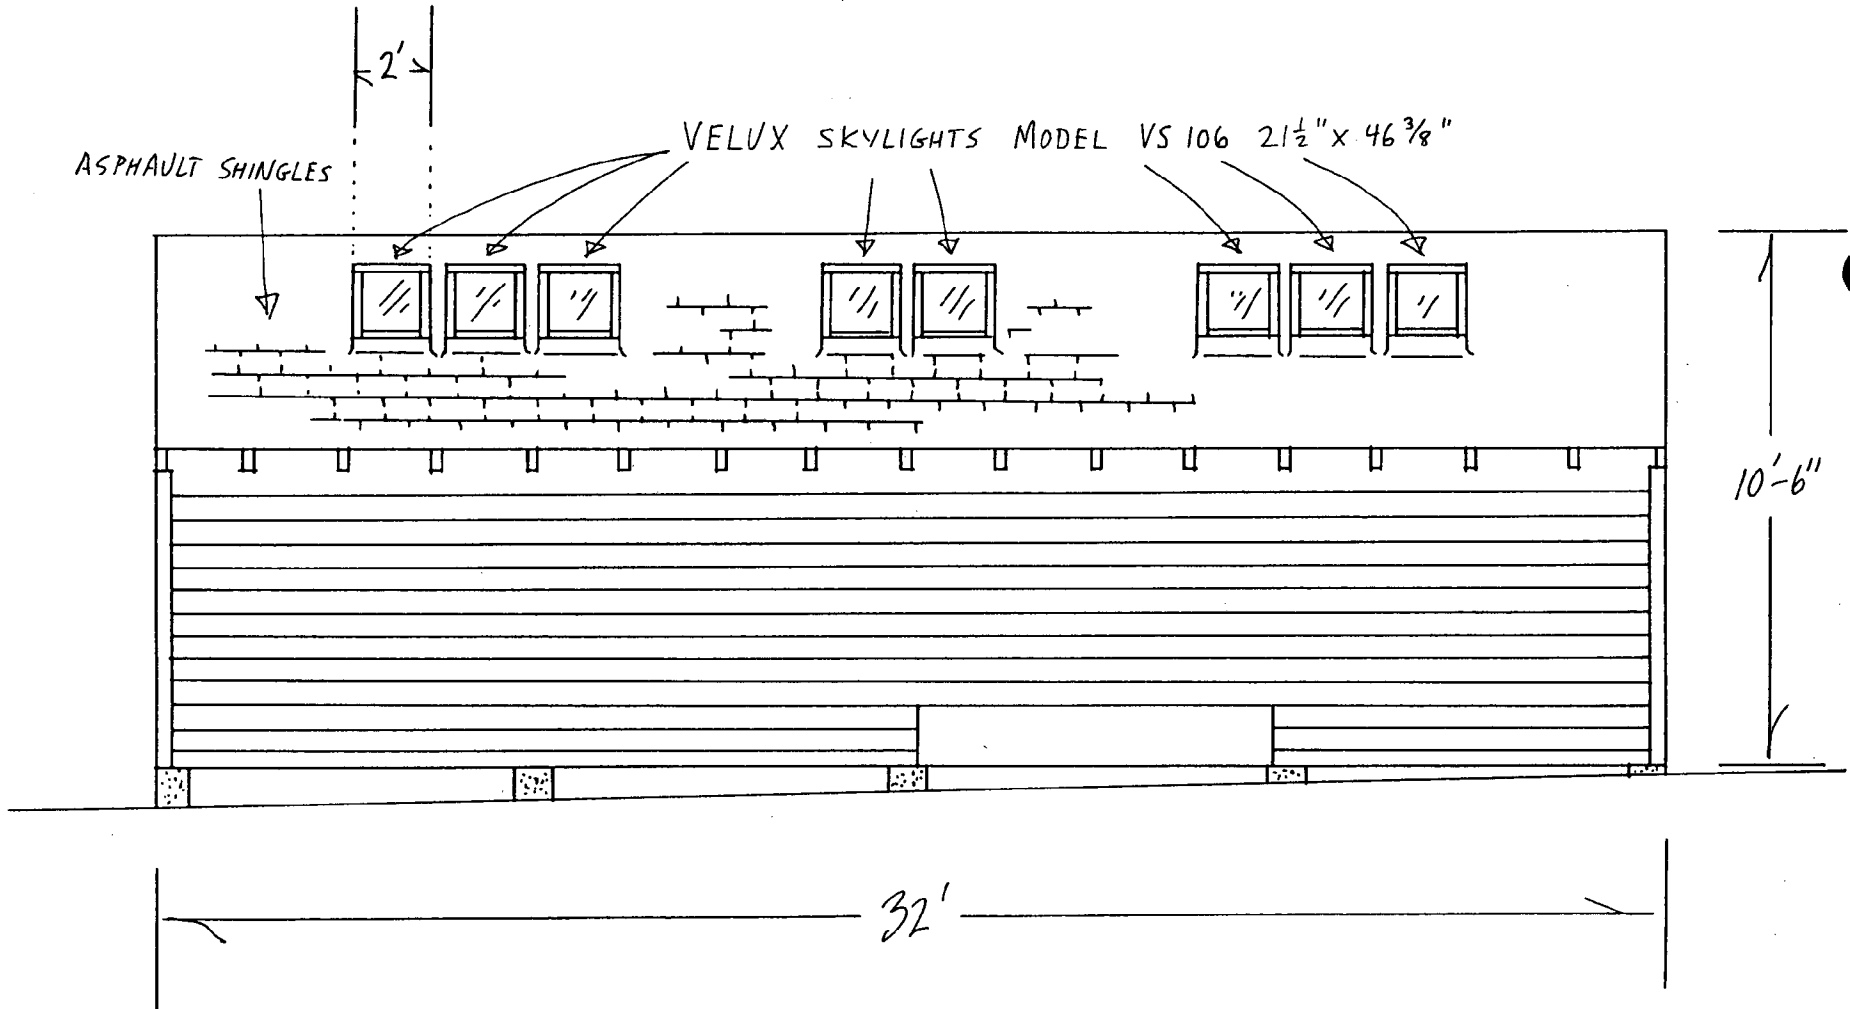 2'
VELUX SKYLIGHTS MODEL VS 106 21½" x 46⅜"
ASPHAULT SHINGLES
10'-6"
32'